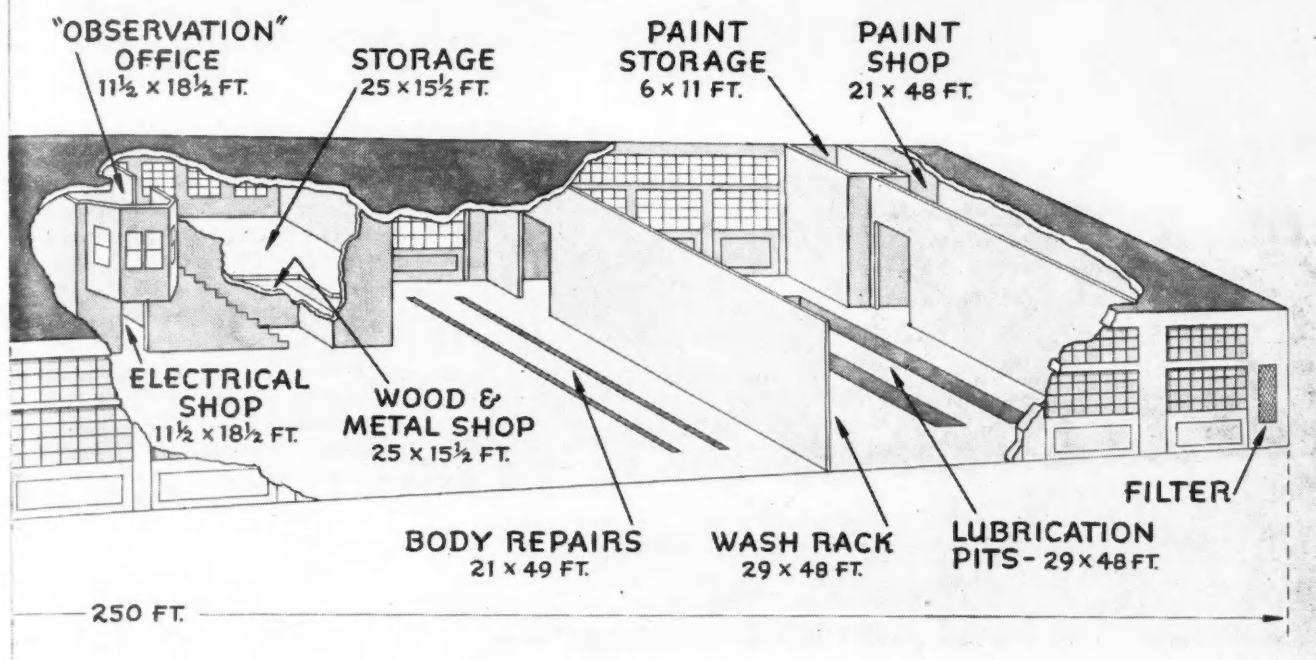 "OBSERVATION"
OFFICE
11½ x 18½ FT.
STORAGE
25 x 15½ FT.
PAINT
STORAGE
6 x 11 FT.
PAINT
SHOP
21 x 48 FT.
ELECTRICAL
SHOP
11½ x 18½ FT.
WOOD &
METAL SHOP
25 x 15½ FT.
BODY REPAIRS
21 x 49 FT.
WASH RACK
29 x 48 FT.
LUBRICATION
PITS- 29 x 48 FT.
FILTER
250 FT.